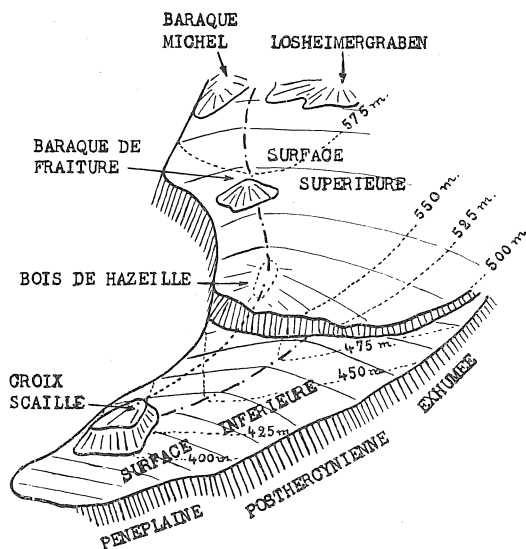 BARAQUE
MICHEL
LOSHEIMERGRABEN
575 m.
BARAQUE DE
FRAITURE
SURFACE
SUPERIEURE
550 m.
525 m.
500 m.
BOIS DE HAZEILLE
475 m.
450 m.
CROIX
SCAILLE
SURFACE INFERIEURE
425 m
400 m
PENEPLAINE POSTHERCYNIENNE EXHUMÉE